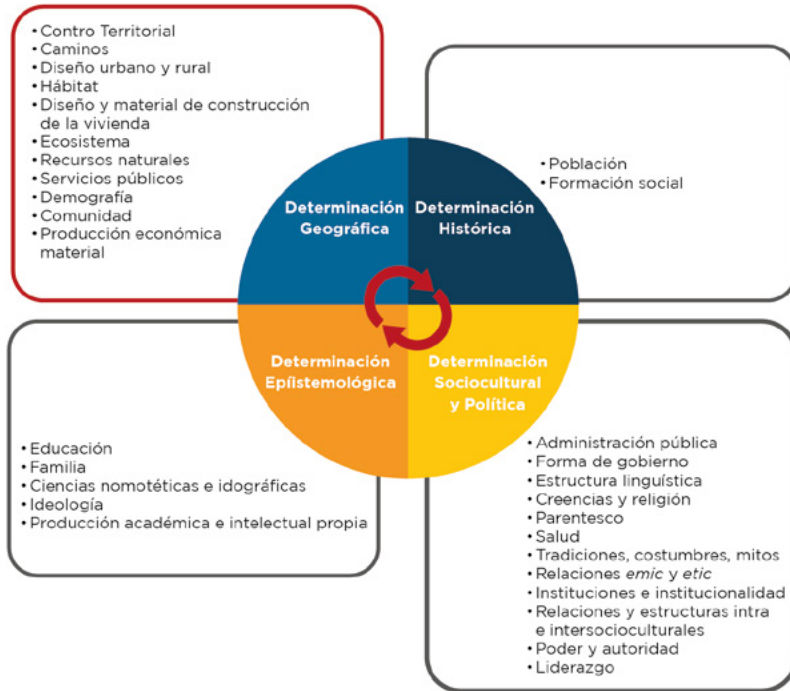 • Contro Territorial
• Caminos
• Diseño urbano y rural
• Hábitat
• Diseño y material de construcción
de la vivienda
• Ecosistema
• Recursos naturales
• Servicios públicos
• Demografía
• Comunidad
• Producción económica
material
• Población
• Formación social
Determinación
Geográfica
Determinación
Histórica
Determinación
Epíistemológica
Determinación
Sociocultural
y Política
• Educación
• Familia
• Ciencias nomotéticas e idográficas
• Ideología
• Producción académica e intelectual propia
• Administración pública
• Forma de gobierno
• Estructura linguística
• Creencias y religión
• Parentesco
• Salud
• Tradiciones, costumbres, mitos
• Relaciones emic y etic
• Instituciones e institucionalidad
• Relaciones y estructuras intra
e intersocioculturales
• Poder y autoridad
• Liderazgo